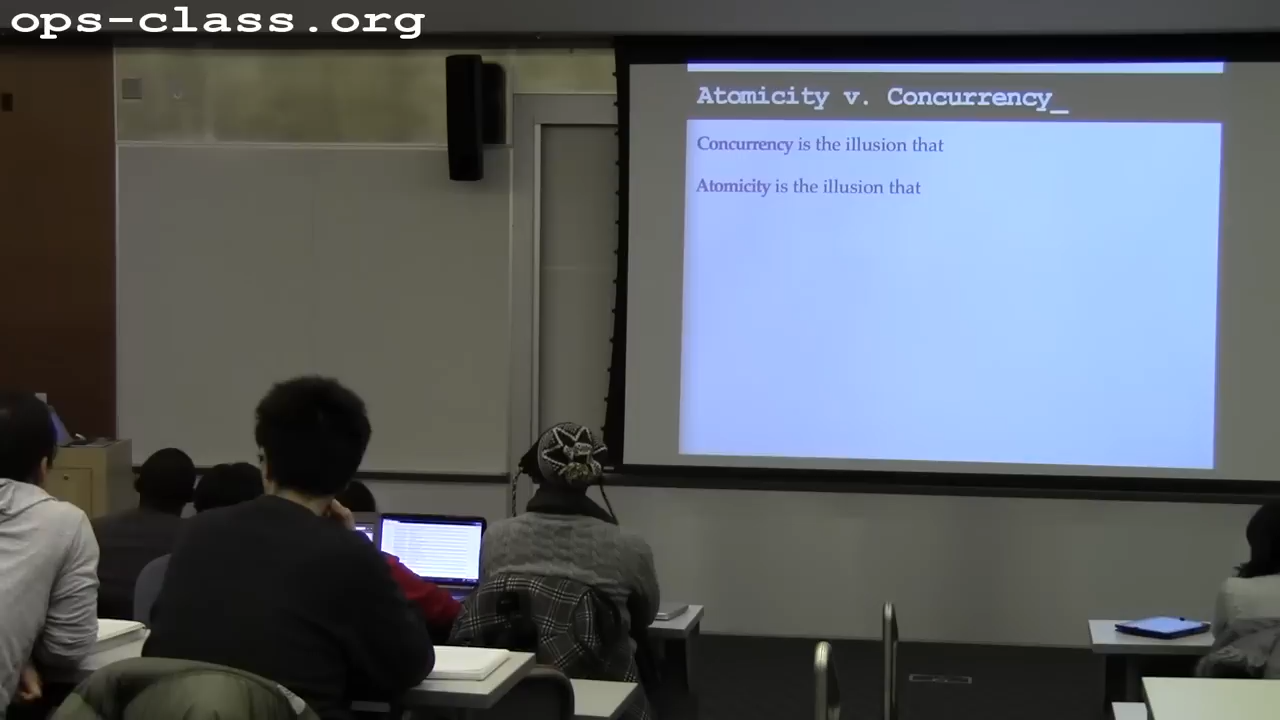 ops-class.org
Atomicity v. Concurrency_
Concurrency is the illusion that
Atomicity is the illusion that